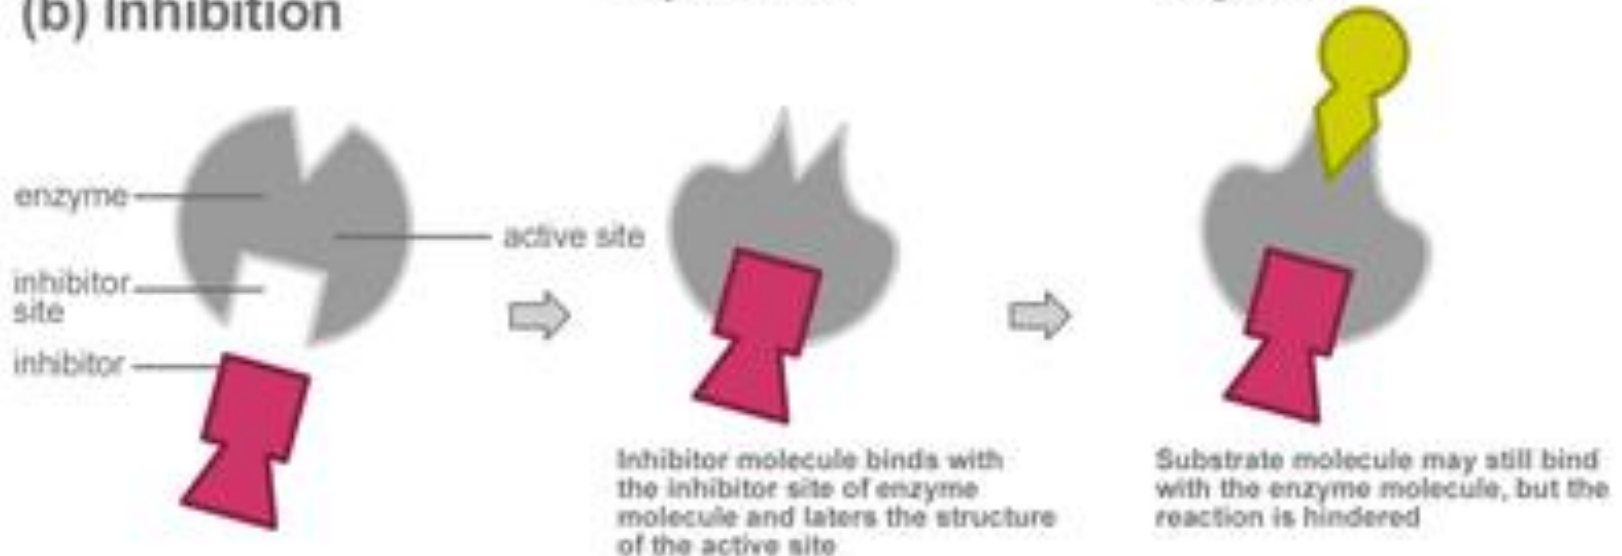 (b) Inhibition
enzyme
active site
inhibitor
site
inhibitor
Inhibitor molecule binds with
the inhibitor site of enzyme
molecule and laters the structure
of the active site
Substrate molecule may still bind
with the enzyme molecule, but the
reaction is hindered